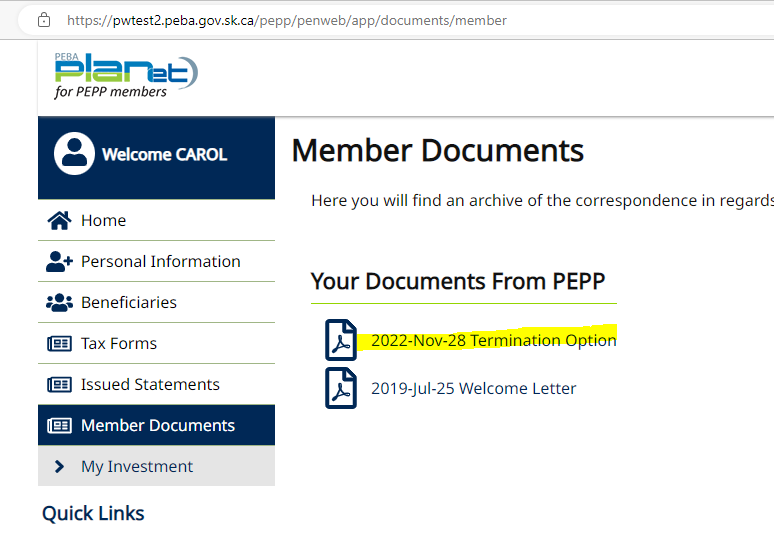 https://pwtest2.peba.gov.sk.ca/pepp/penweb/app/documents/member
PEBA
planet
for PEPP members
Welcome CAROL
Home
Personal Information
Beneficiaries
Tax Forms
Issued Statements
Member Documents
My Investment
Quick Links
Member Documents
Here you will find an archive of the correspondence in regards
Your Documents From PEPP
2022-Nov-28 Termination Option
2019-Jul-25 Welcome Letter